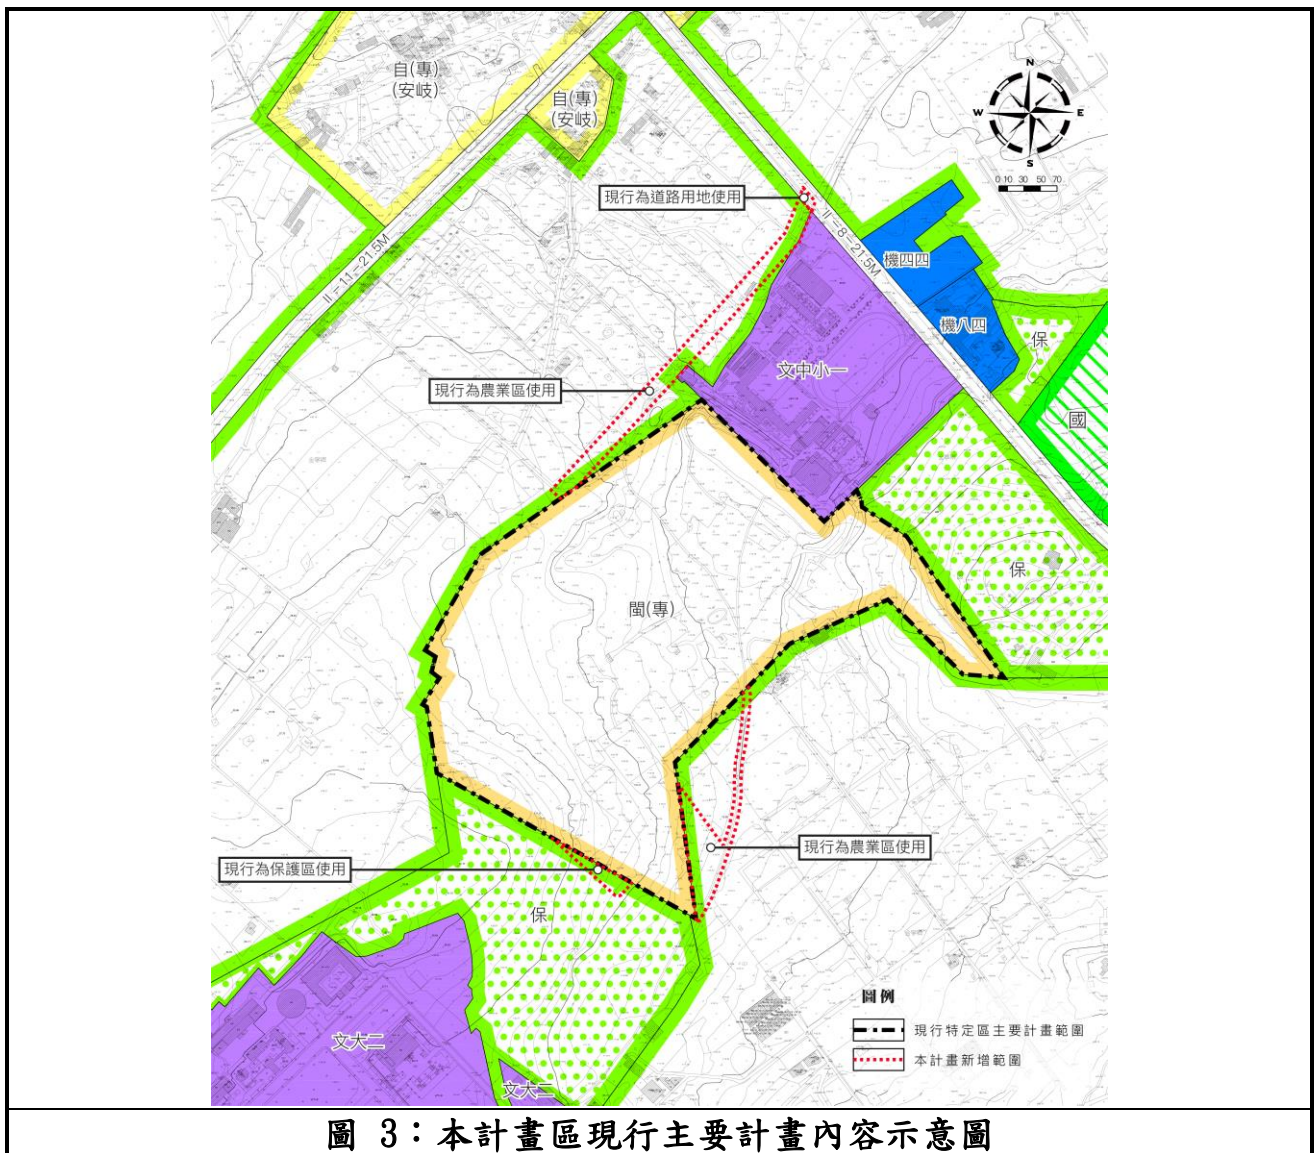 自(專)
(安岐)
自(專)
(安岐)
N
W
E
S
0 10 30 50 70
現行為道路用地使用
II-8-21.5M
II-11-21.5M
機四四
機八四
保
文中小一
現行為農業區使用
國
保
閩(專)
現行為農業區使用
現行為保護區使用
保
圖例
現行特定區主要計畫範圍
本計畫新增範圍
文大二
文大二
圖 3：本計畫區現行主要計畫內容示意圖